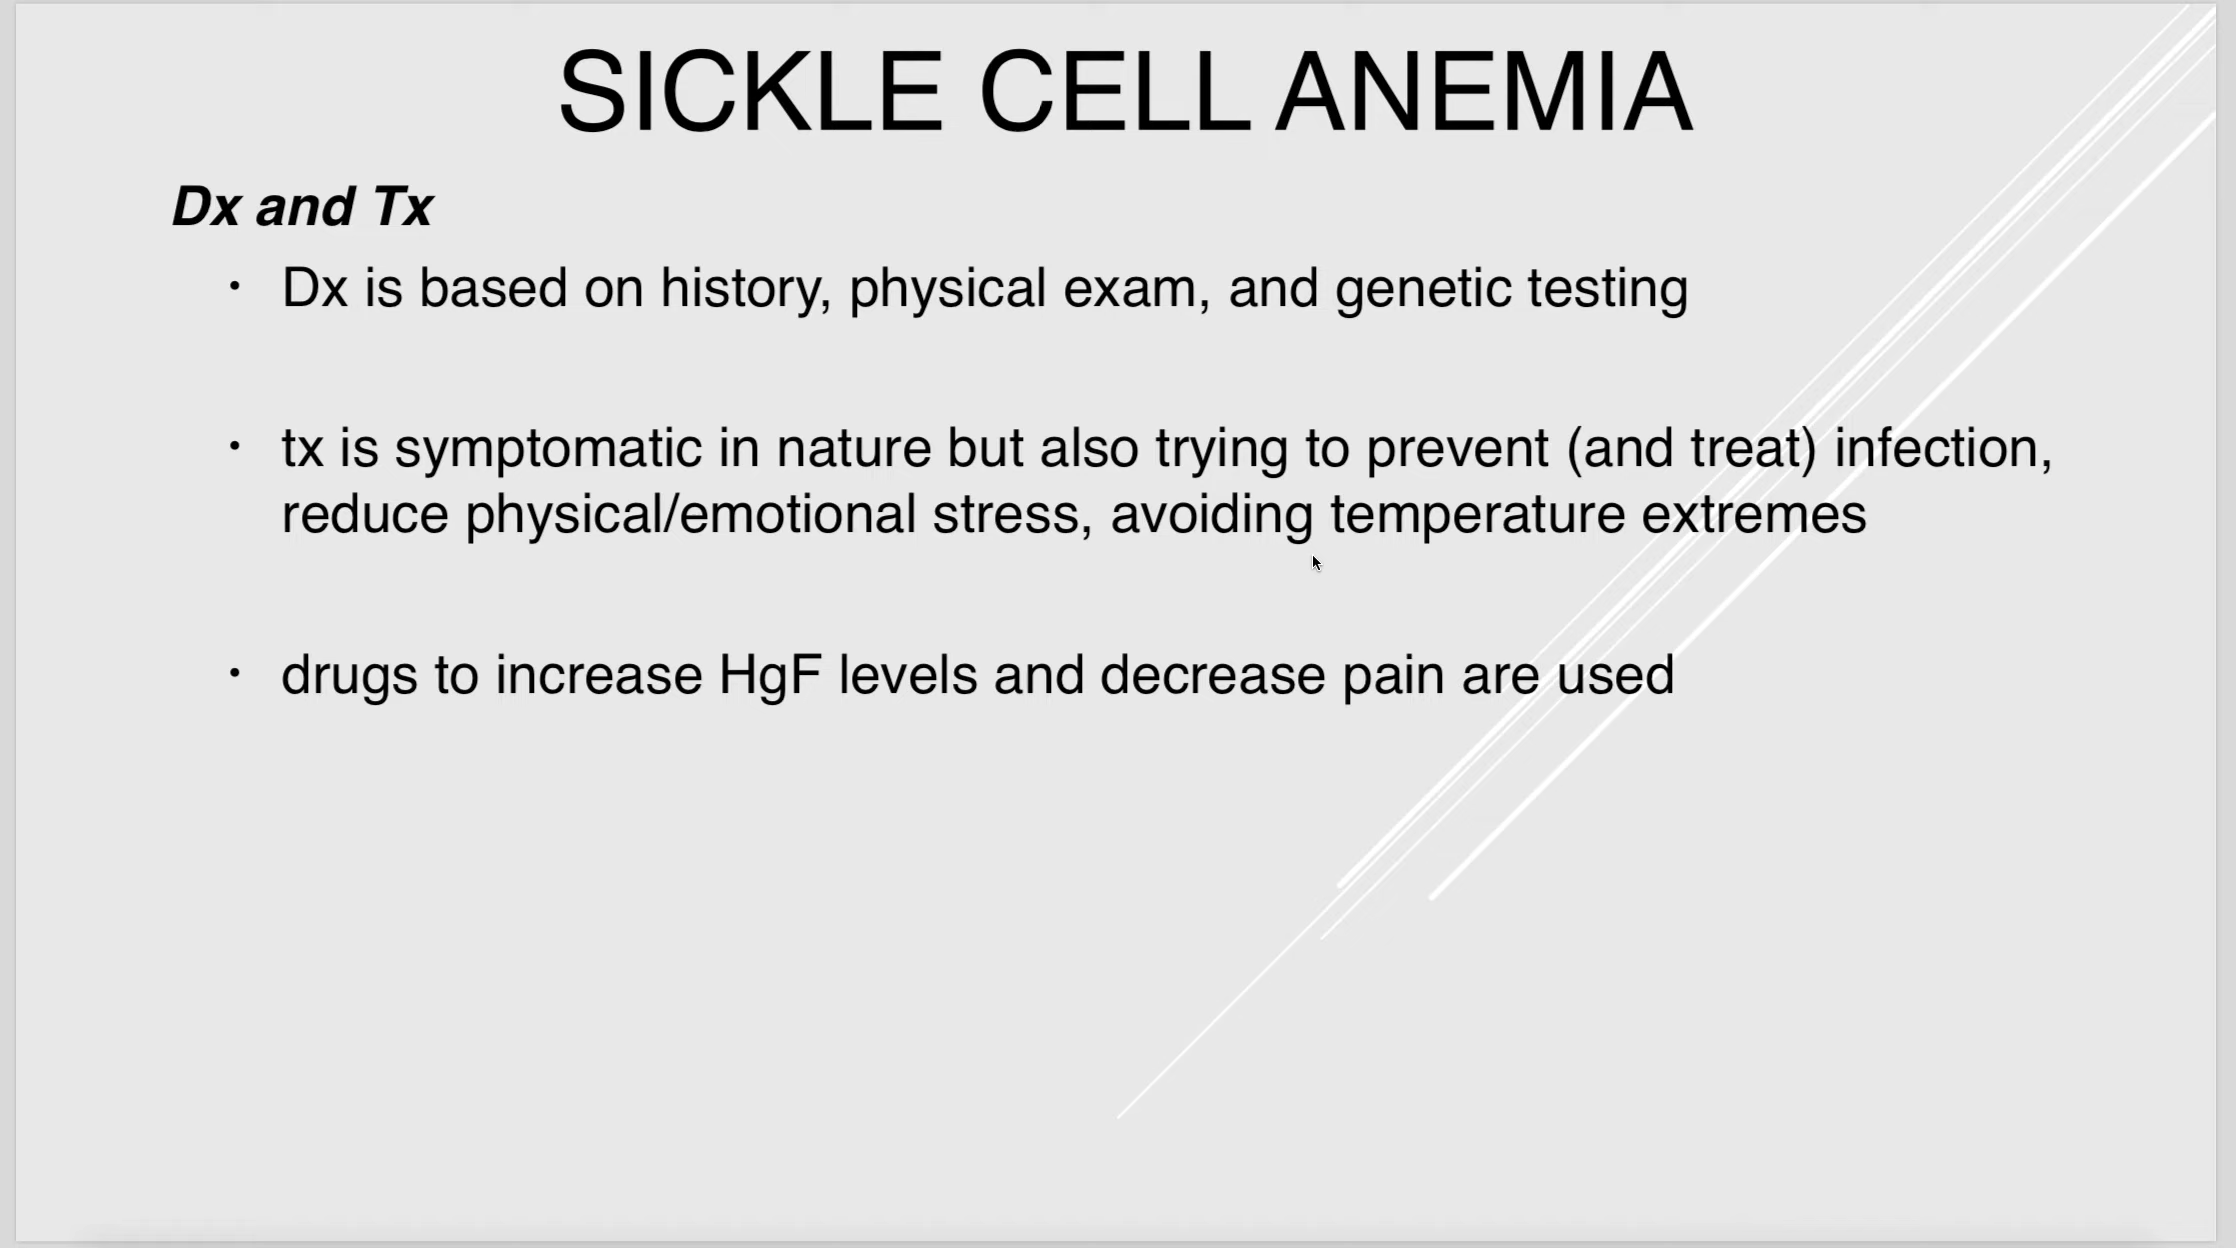 SICKLE CELL ANEMIA
Dx and Tx
• Dx is based on history, physical exam, and genetic testing
• tx is symptomatic in nature but also trying to prevent (and treat) infection,
reduce physical/emotional stress, avoiding temperature extremes
• drugs to increase HgF levels and decrease pain are used